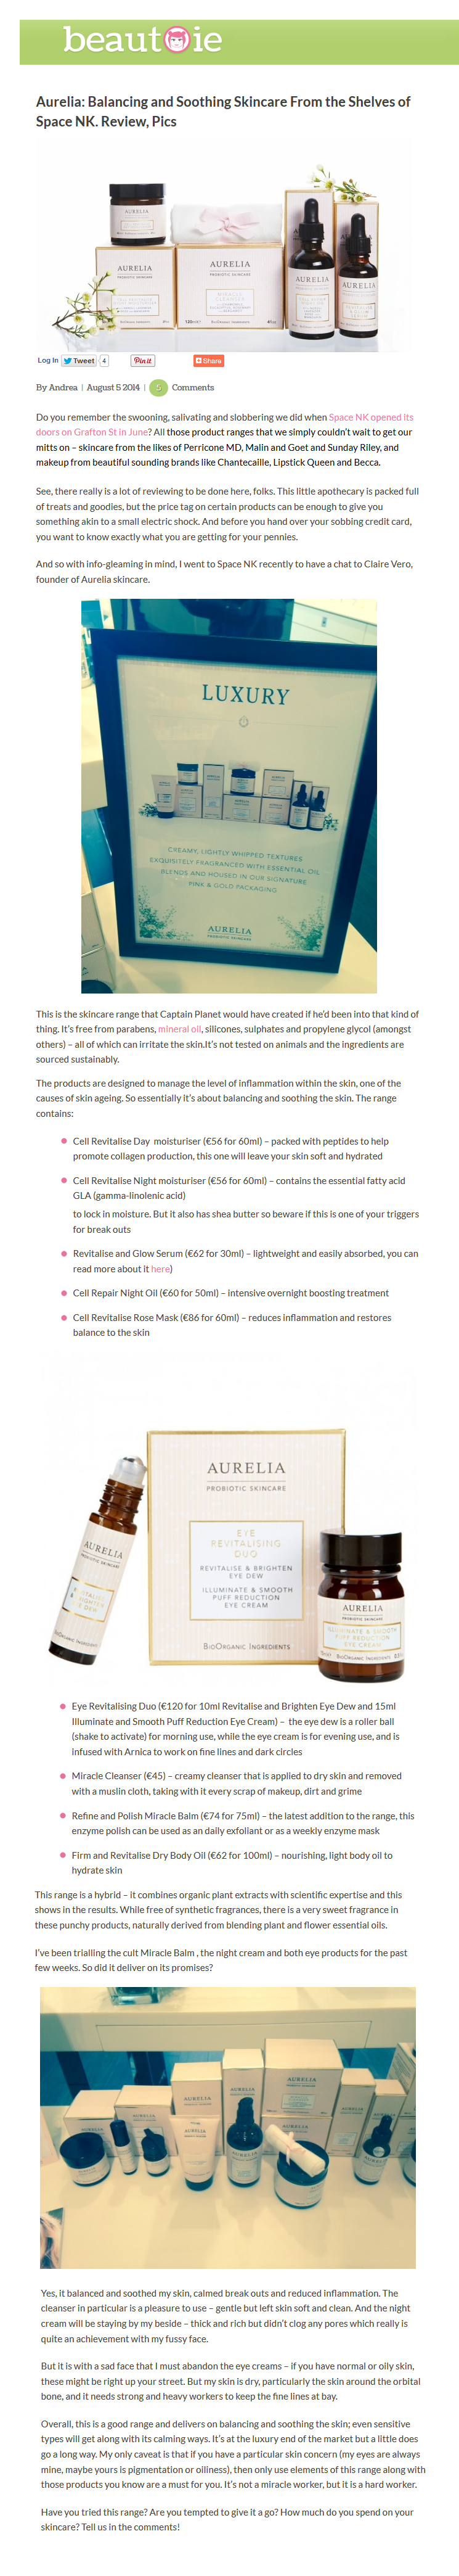 beaut ie
Aurelia: Balancing and Soothing Skincare From the Shelves of
Space NK. Review, Pics
AURELIA
AURELIA
PROBIOTIC SKINCARE
AURELIA
PROBIOTIC SKINCARE
MIRACLE
CLEANSER
AURELIA
AURELIA
Log In Tweet 4 Pinit Share
By Andrea | August 5 2014 | 5 Comments
Do you remember the swooning, salivating and slobbering we did when Space NK opened its
doors on Grafton St in June? All those product ranges that we simply couldn't wait to get our
mitts on – skincare from the likes of Perricone MD, Malin and Goet and Sunday Riley, and
makeup from beautiful sounding brands like Chantecaille, Lipstick Queen and Becca.
See, there really is a lot of reviewing to be done here, folks. This little apothecary is packed full
of treats and goodies, but the price tag on certain products can be enough to give you
something akin to a small electric shock. And before you hand over your sobbing credit card,
you want to know exactly what you are getting for your pennies.
And so with info-gleaming in mind, I went to Space NK recently to have a chat to Claire Vero,
founder of Aurelia skincare.
LUXURY
CREAMY, LIGHTLY WHIPPED TEXTURES
EXQUISITELY FRAGRANCED WITH ESSENTIAL OIL
BLENDS AND HOUSED IN OUR SIGNATURE
PINK & GOLD PACKAGING
AURELIA
PROBIOTIC SKINCARE
This is the skincare range that Captain Planet would have created if he'd been into that kind of
thing. It's free from parabens, mineral oil, silicones, sulphates and propylene glycol (amongst
others) – all of which can irritate the skin.It's not tested on animals and the ingredients are
sourced sustainably.
The products are designed to manage the level of inflammation within the skin, one of the
causes of skin ageing. So essentially it's about balancing and soothing the skin. The range
contains:
Cell Revitalise Day moisturiser (€56 for 60ml) – packed with peptides to help
promote collagen production, this one will leave your skin soft and hydrated
Cell Revitalise Night moisturiser (€56 for 60ml) – contains the essential fatty acid
GLA (gamma-linolenic acid)
to lock in moisture. But it also has shea butter so beware if this is one of your triggers
for break outs
Revitalise and Glow Serum (€62 for 30ml) – lightweight and easily absorbed, you can
read more about it here)
Cell Repair Night Oil (€60 for 50ml) – intensive overnight boosting treatment
Cell Revitalise Rose Mask (€86 for 60ml) – reduces inflammation and restores
balance to the skin
AURELIA
PROBIOTIC SKINCARE
EYE
REVITALISING
DUO
REVITALISE & BRIGHTEN
EYE DEW
ILLUMINATE & SMOOTH
PUFF REDUCTION
EYE CREAM
BIOORGANIC INGREDIENTS
AURELIA
PROBIOTIC SKINCARE
AURELIA
PROBIOTIC SKINCARE
ILLUMINATE & SMOOTH
PUFF REDUCTION
EYE CREAM
Eye Revitalising Duo (€120 for 10ml Revitalise and Brighten Eye Dew and 15ml
Illuminate and Smooth Puff Reduction Eye Cream) – the eye dew is a roller ball
(shake to activate) for morning use, while the eye cream is for evening use, and is
infused with Arnica to work on fine lines and dark circles
Miracle Cleanser (€45) – creamy cleanser that is applied to dry skin and removed
with a muslin cloth, taking with it every scrap of makeup, dirt and grime
Refine and Polish Miracle Balm (€74 for 75ml) – the latest addition to the range, this
enzyme polish can be used as an daily exfoliant or as a weekly enzyme mask
Firm and Revitalise Dry Body Oil (€62 for 100ml) – nourishing, light body oil to
hydrate skin
This range is a hybrid – it combines organic plant extracts with scientific expertise and this
shows in the results. While free of synthetic fragrances, there is a very sweet fragrance in
these punchy products, naturally derived from blending plant and flower essential oils.
I've been trialling the cult Miracle Balm , the night cream and both eye products for the past
few weeks. So did it deliver on its promises?
AURELIA
AURELIA
AURELIA
AURELIA
Yes, it balanced and soothed my skin, calmed break outs and reduced inflammation. The
cleanser in particular is a pleasure to use – gentle but left skin soft and clean. And the night
cream will be staying by my beside – thick and rich but didn't clog any pores which really is
quite an achievement with my fussy face.
But it is with a sad face that I must abandon the eye creams – if you have normal or oily skin,
these might be right up your street. But my skin is dry, particularly the skin around the orbital
bone, and it needs strong and heavy workers to keep the fine lines at bay.
Overall, this is a good range and delivers on balancing and soothing the skin; even sensitive
types will get along with its calming ways. It's at the luxury end of the market but a little does
go a long way. My only caveat is that if you have a particular skin concern (my eyes are always
mine, maybe yours is pigmentation or oiliness), then only use elements of this range along with
those products you know are a must for you. It's not a miracle worker, but it is a hard worker.
Have you tried this range? Are you tempted to give it a go? How much do you spend on your
skincare? Tell us in the comments!